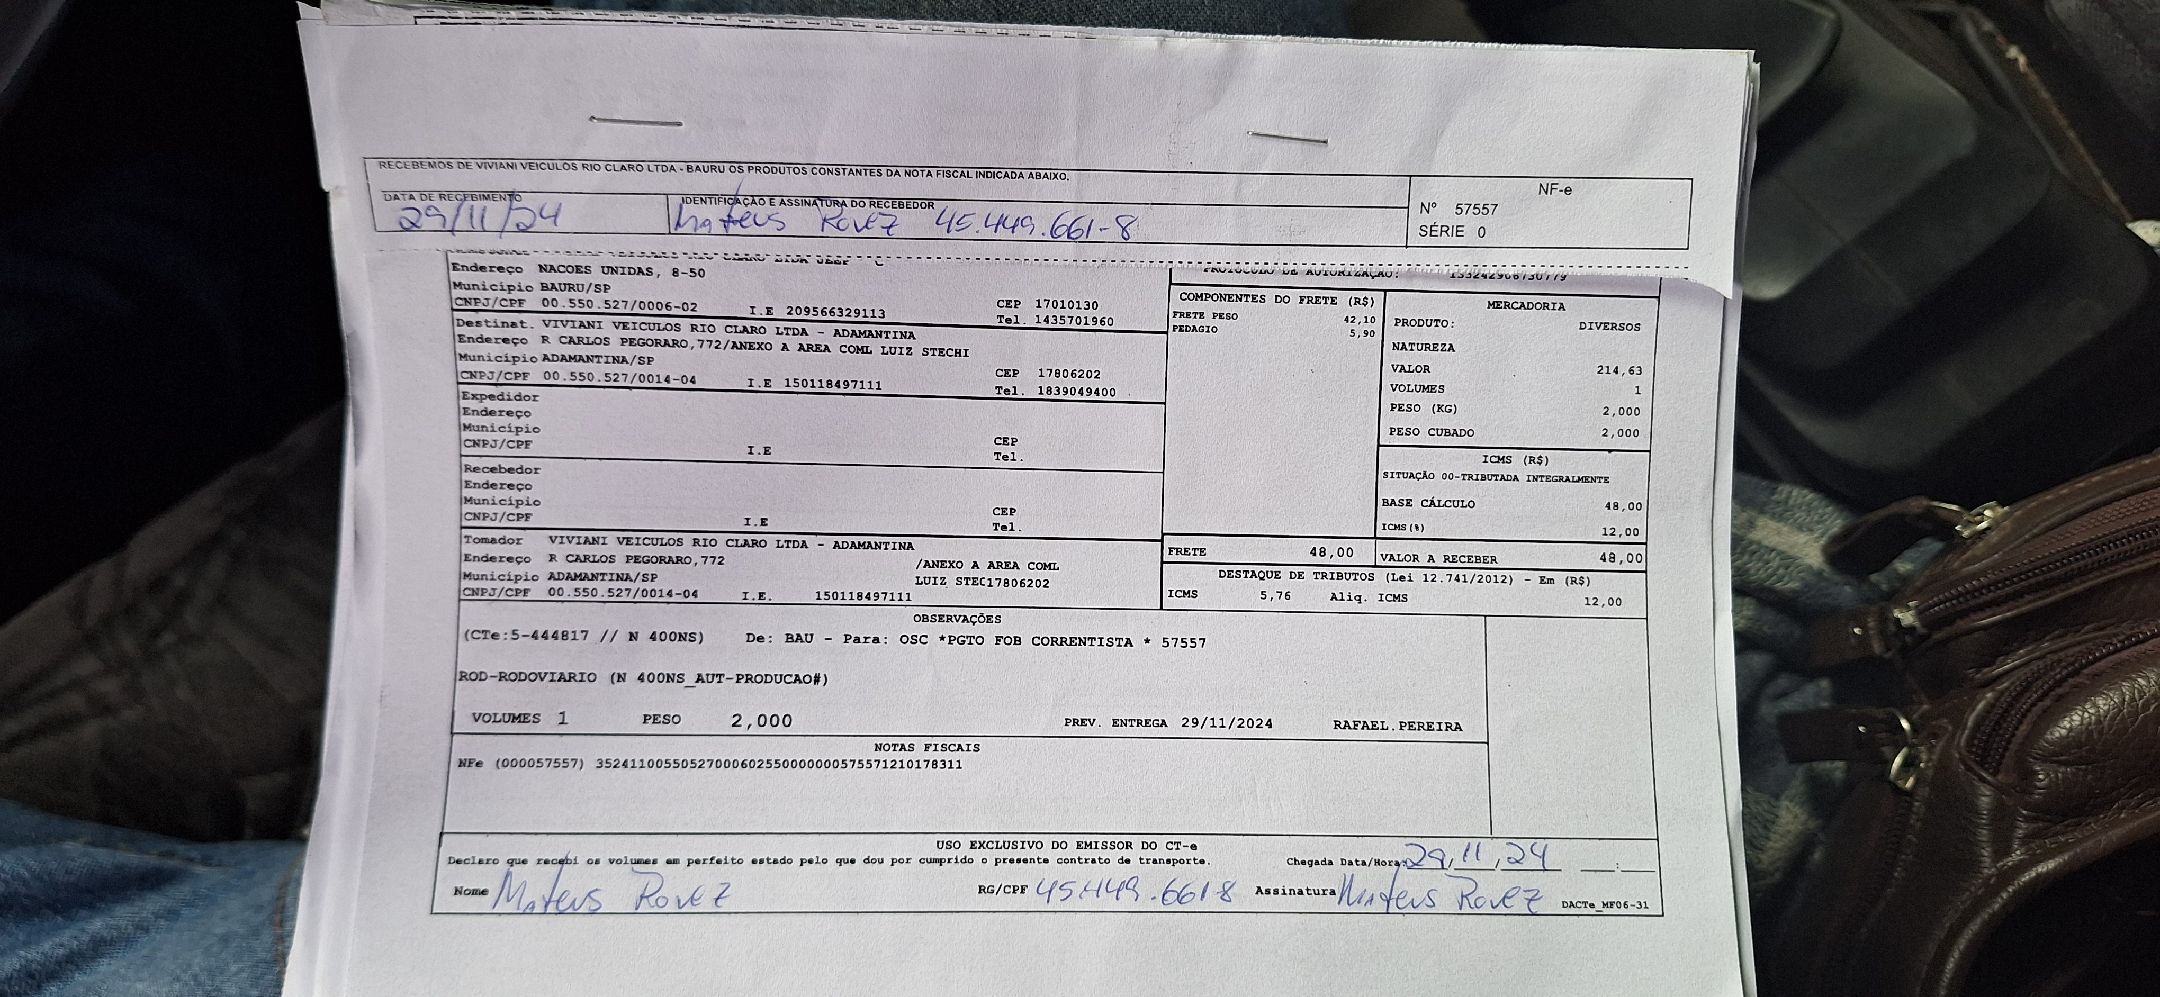 RECEBEMOS DE VIVIANI VEICULOS RIO CLARO LTDA - BAURU OS PRODUTOS CONSTANTES DA NOTA FISCAL INDICADA ABAIXO.
NF-e
Nº 57557
SÉRIE 0
DATA DE RECEBIMENTO
29/11/24
IDENTIFICAÇÃO E ASSINATURA DO RECEBEDOR
Mateus Rovez 45.449.661-8
Endereço NACOES UNIDAS, 8-50
Município BAURU/SP
CNPJ/CPF 00.550.527/0006-02 I.E 209566329113
CEP 17010130
Tel. 1435701960
Destinat. VIVIANI VEICULOS RIO CLARO LTDA - ADAMANTINA
Endereço R CARLOS PEGORARO,772/ANEXO A AREA COML LUIZ STECHI
Município ADAMANTINA/SP
CNPJ/CPF 00.550.527/0014-04 I.E 150118497111
CEP 17806202
Tel. 1839049400
Expedidor
Endereço
Município
CNPJ/CPF I.E
CEP
Tel.
Recebedor
Endereço
Município
CNPJ/CPF I.E
CEP
Tel.
Tomador VIVIANI VEICULOS RIO CLARO LTDA - ADAMANTINA
Endereço R CARLOS PEGORARO,772 /ANEXO A AREA COML
Município ADAMANTINA/SP LUIZ STEC17806202
CNPJ/CPF 00.550.527/0014-04 I.E. 150118497111
PROTOCOLO DE AUTORIZAÇÃO:
COMPONENTES DO FRETE (R$)
FRETE PESO 42,10
PEDAGIO 5,90
MERCADORIA
PRODUTO: DIVERSOS
NATUREZA
VALOR 214,63
VOLUMES 1
PESO (KG) 2,000
PESO CUBADO 2,000
ICMS (R$)
SITUAÇÃO 00-TRIBUTADA INTEGRALMENTE
BASE CÁLCULO 48,00
ICMS(%) 12,00
FRETE 48,00
VALOR A RECEBER 48,00
DESTAQUE DE TRIBUTOS (Lei 12.741/2012) - Em (R$)
ICMS 5,76 Aliq. ICMS 12,00
OBSERVAÇÕES
(CTe:5-444817 // N 400NS) De: BAU - Para: OSC *PGTO FOB CORRENTISTA * 57557
ROD-RODOVIARIO (N 400NS_AUT-PRODUCAO#)
VOLUMES 1 PESO 2,000 PREV. ENTREGA 29/11/2024 RAFAEL.PEREIRA
NOTAS FISCAIS
NFe (000057557) 35241100550527000602550000000575571210178311
USO EXCLUSIVO DO EMISSOR DO CT-e
Declaro que recebi os volumes em perfeito estado pelo que dou por cumprido o presente contrato de transporte. Chegada Data/Hora: 29,11,24
Nome Mateus Rovez RG/CPF 45.449.661-8 Assinatura Mateus Rovez DACTe_MF06-31